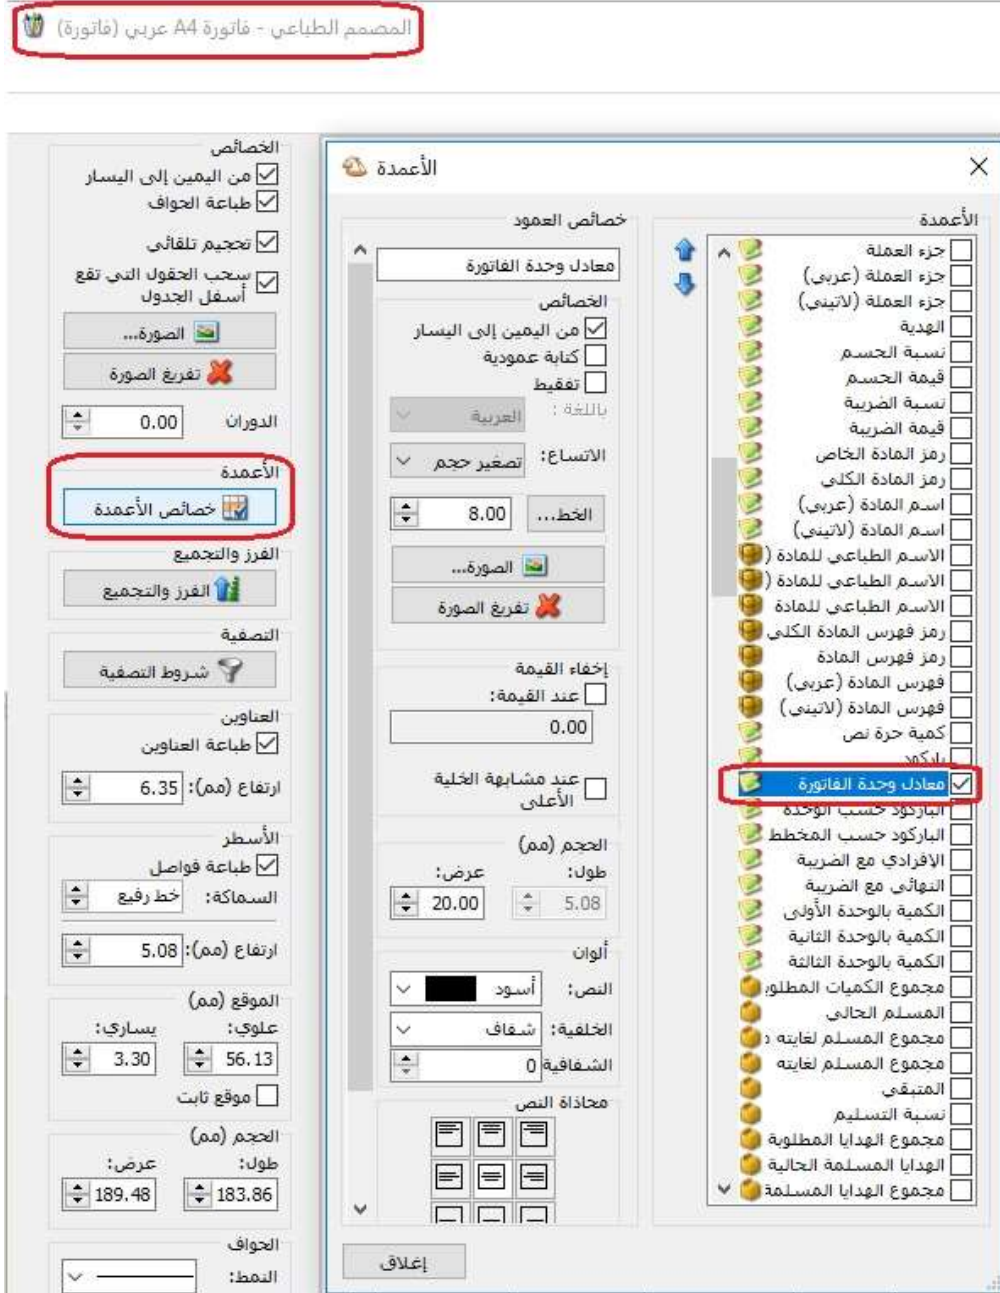 المصمم الطباعي - فاتورة A4 عربي (فاتورة)
الخصائص
من اليمين إلى اليسار
طباعة الحواف
تحجيم تلقائي
سحب الحقول التي تقع
أسفل الجدول
الصورة...
تفريغ الصورة
الدوران 0.00
الأعمدة
خصائص الأعمدة
الفرز والتجميع
الفرز والتجميع
التصفية
شروط التصفية
العناوين
طباعة العناوين
ارتفاع (مم): 6.35
الأسطر
طباعة فواصل
السماكة: خط رفيع
ارتفاع (مم): 5.08
الموقع (مم)
علوي: يساري:
56.13 3.30
موقع ثابت
الحجم (مم)
طول: عرض:
183.86 189.48
الحواف
النمط:
الأعمدة
خصائص العمود
معادل وحدة الفاتورة
الخصائص
من اليمين إلى اليسار
كتابة عمودية
تفقيط
باللغة : العربية
الاتساع: تصغير حجم
الخط... 8.00
الصورة...
تفريغ الصورة
إخفاء القيمة
عند القيمة:
0.00
عند مشابهة الخلية
الأعلى
الحجم (مم)
طول: عرض:
5.08 20.00
ألوان
النص: أسود
الخلفية: شفاف
الشفافية 0
محاذاة النص
إغلاق
الأعمدة
جزء العملة
جزء العملة (عربي)
جزء العملة (لاتيني)
الهدية
نسبة الحسم
قيمة الحسم
نسبة الضريبة
قيمة الضريبة
رمز المادة الخاص
رمز المادة الكلي
اسم المادة (عربي)
اسم المادة (لاتيني)
الاسم الطباعي للمادة (
الاسم الطباعي للمادة (
الاسم الطباعي للمادة
رمز فهرس المادة الكلي
رمز فهرس المادة
فهرس المادة (عربي)
فهرس المادة (لاتيني)
كمية حرة نص
باركود
معادل وحدة الفاتورة
الباركود حسب الوحدة
الباركود حسب المخطط
الإفرادي مع الضريبة
النهائي مع الضريبة
الكمية بالوحدة الأولى
الكمية بالوحدة الثانية
الكمية بالوحدة الثالثة
مجموع الكميات المطلو
المسلم الحالي
مجموع المسلم لغايته
مجموع المسلم لغايته
المتبقي
نسبة التسليم
مجموع الهدايا المطلوبة
الهدايا المسلمة الحالية
مجموع الهدايا المسلمة